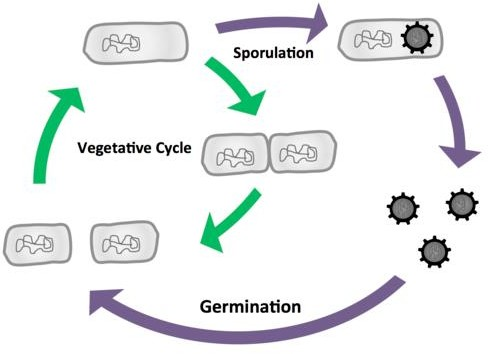 Sporulation
Vegetative Cycle
Germination